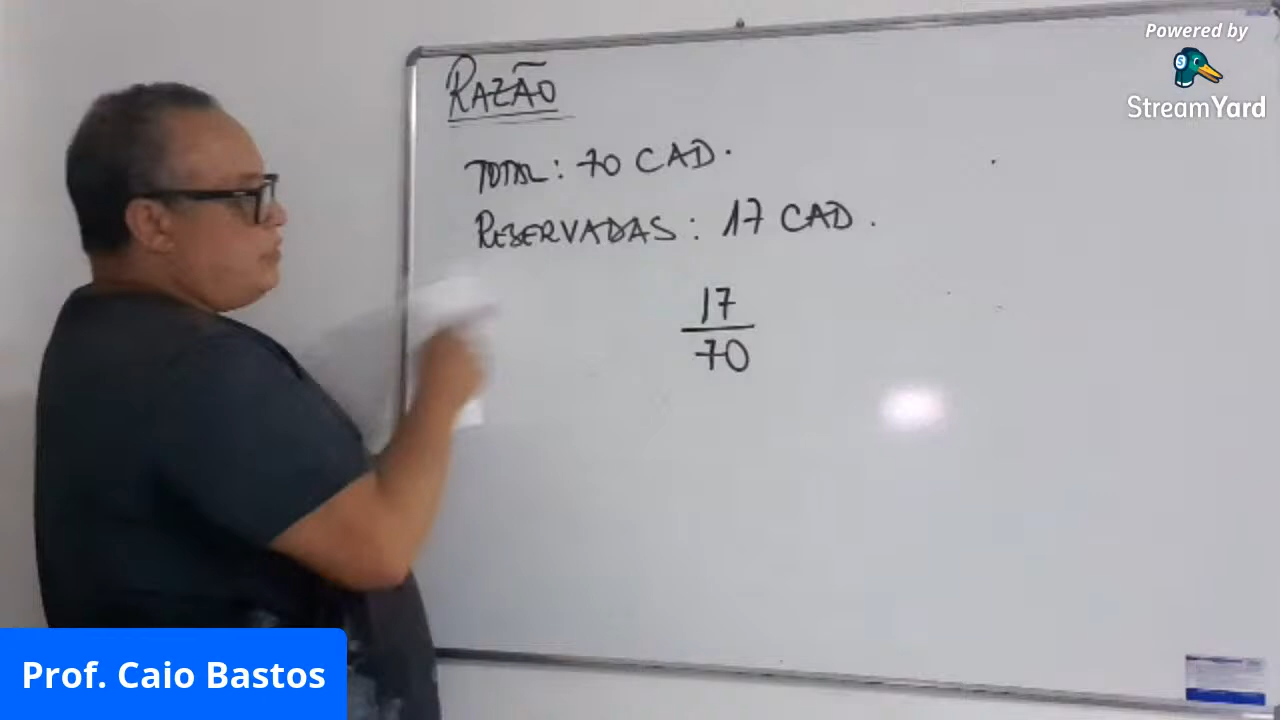 Powered by
StreamYard
RAZÃO
TOTAL: 70 CAD.
RESERVADAS: 17 CAD.
17
70
Prof. Caio Bastos